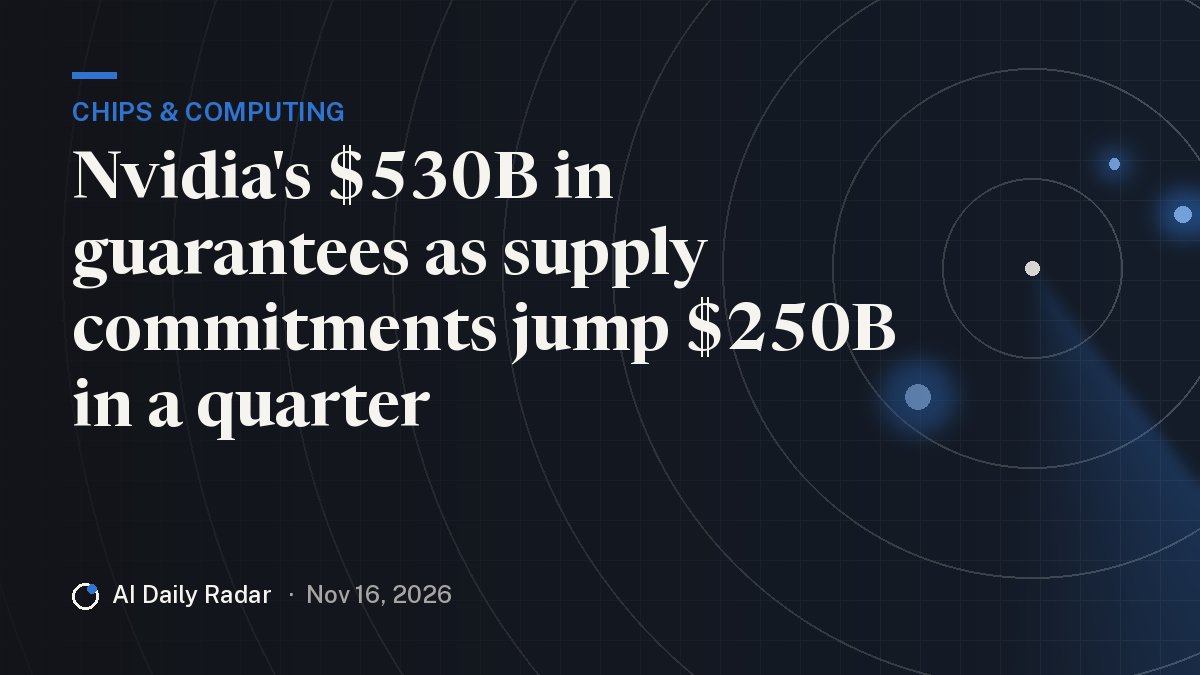 CHIPS & COMPUTING
Nvidia's $530B in
guarantees as supply
commitments jump $250B
in a quarter
AI Daily Radar · Nov 16, 2026